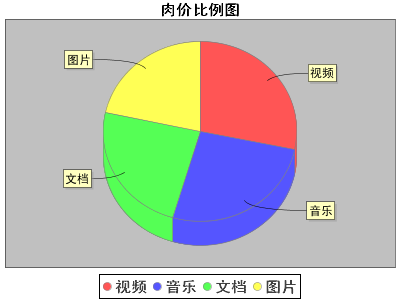 肉价比例图
图片
视频
文档
音乐
视频 音乐 文档 图片